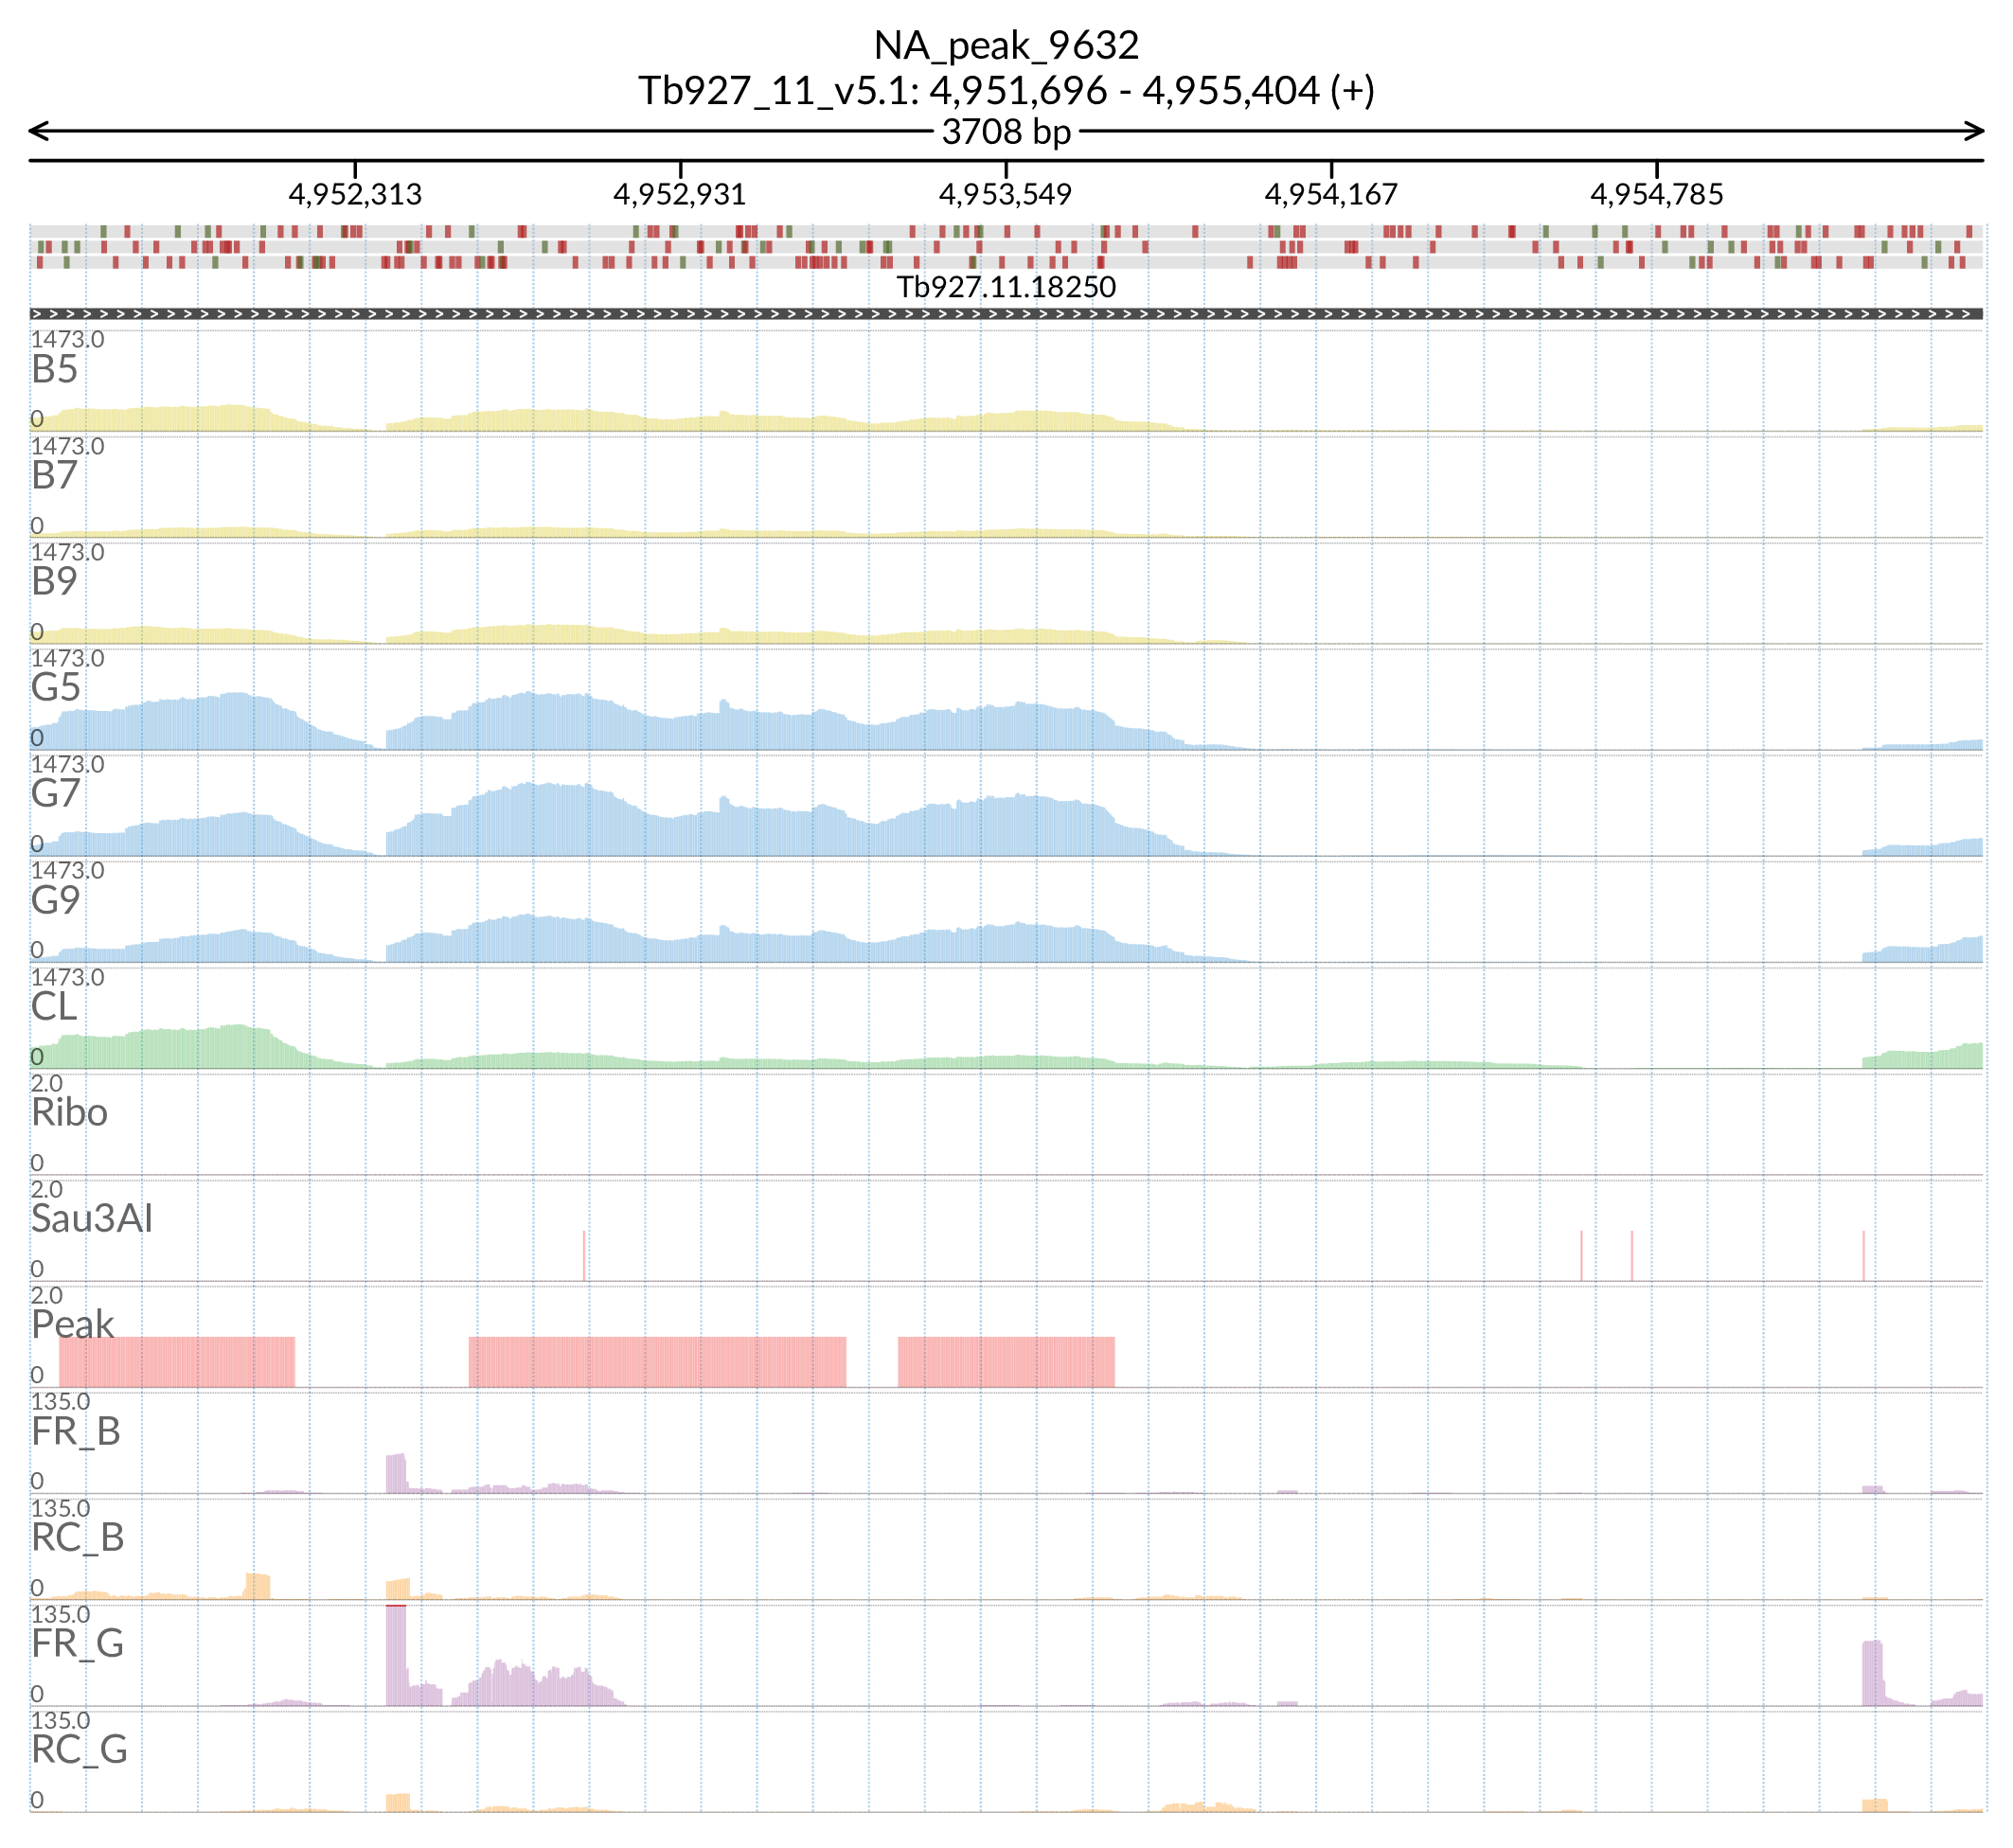 NA_peak_9632
Tb927_11_v5.1: 4,951,696 - 4,955,404 (+)
3708 bp
4,952,313 4,952,931 4,953,549 4,954,167 4,954,785
Tb927.11.18250
1473.0
B5
0
1473.0
B7
0
1473.0
B9
0
1473.0
G5
0
1473.0
G7
0
1473.0
G9
0
1473.0
CL
0
2.0
Ribo
0
2.0
Sau3AI
0
2.0
Peak
0
135.0
FR_B
0
135.0
RC_B
0
135.0
FR_G
0
135.0
RC_G
0